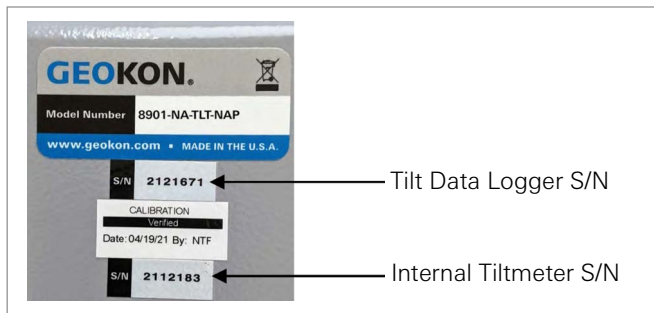 GEOKON®
Model Number 8901-NA-TLT-NAP
www.geokon.com ▪ MADE IN THE U.S.A.
S/N 2121671 Tilt Data Logger S/N
CALIBRATION
Verified
Date: 04/19/21 By: NTF
S/N 2112183 Internal Tiltmeter S/N